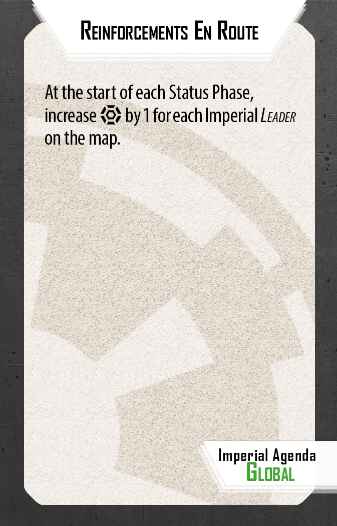 Reinforcements En Route
At the start of each Status Phase,
increase by 1 for each Imperial Leader
on the map.
Imperial Agenda
Global